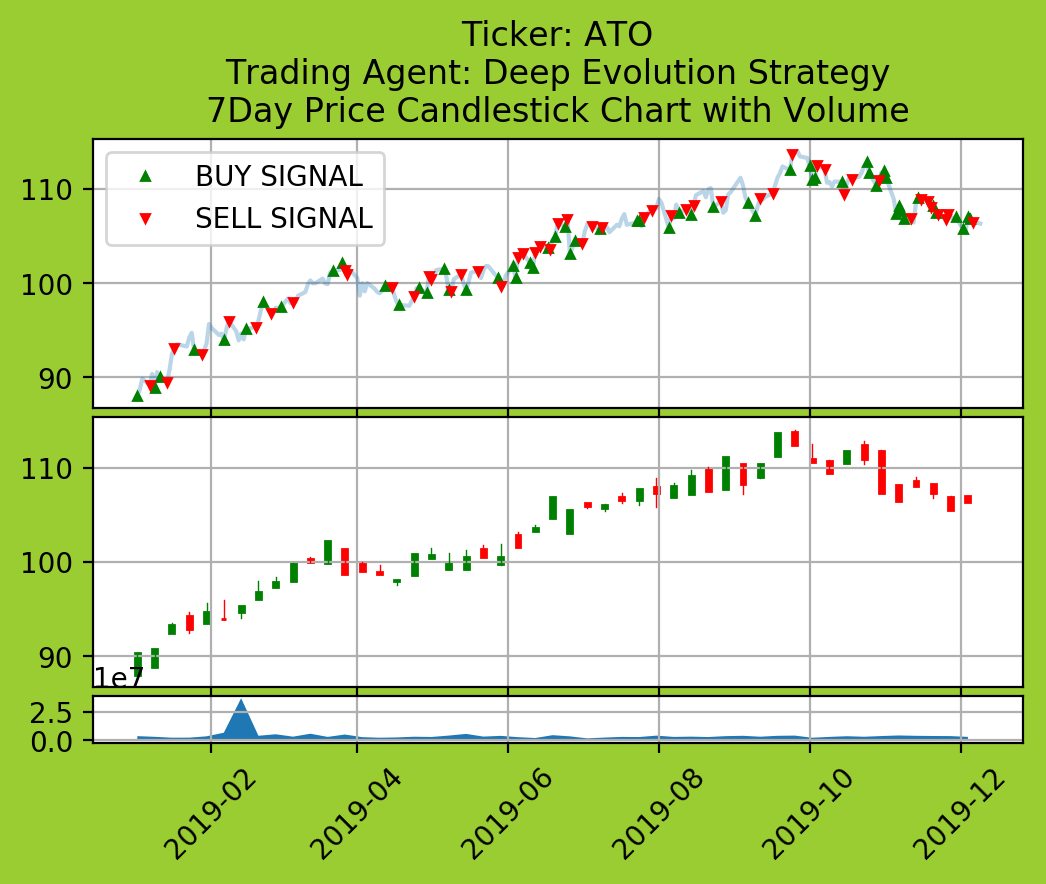 Ticker: ATO
Trading Agent: Deep Evolution Strategy
7Day Price Candlestick Chart with Volume
BUY SIGNAL
SELL SIGNAL
110
100
90
110
100
90
1e7
2.5
0.0
2019-02
2019-04
2019-06
2019-08
2019-10
2019-12